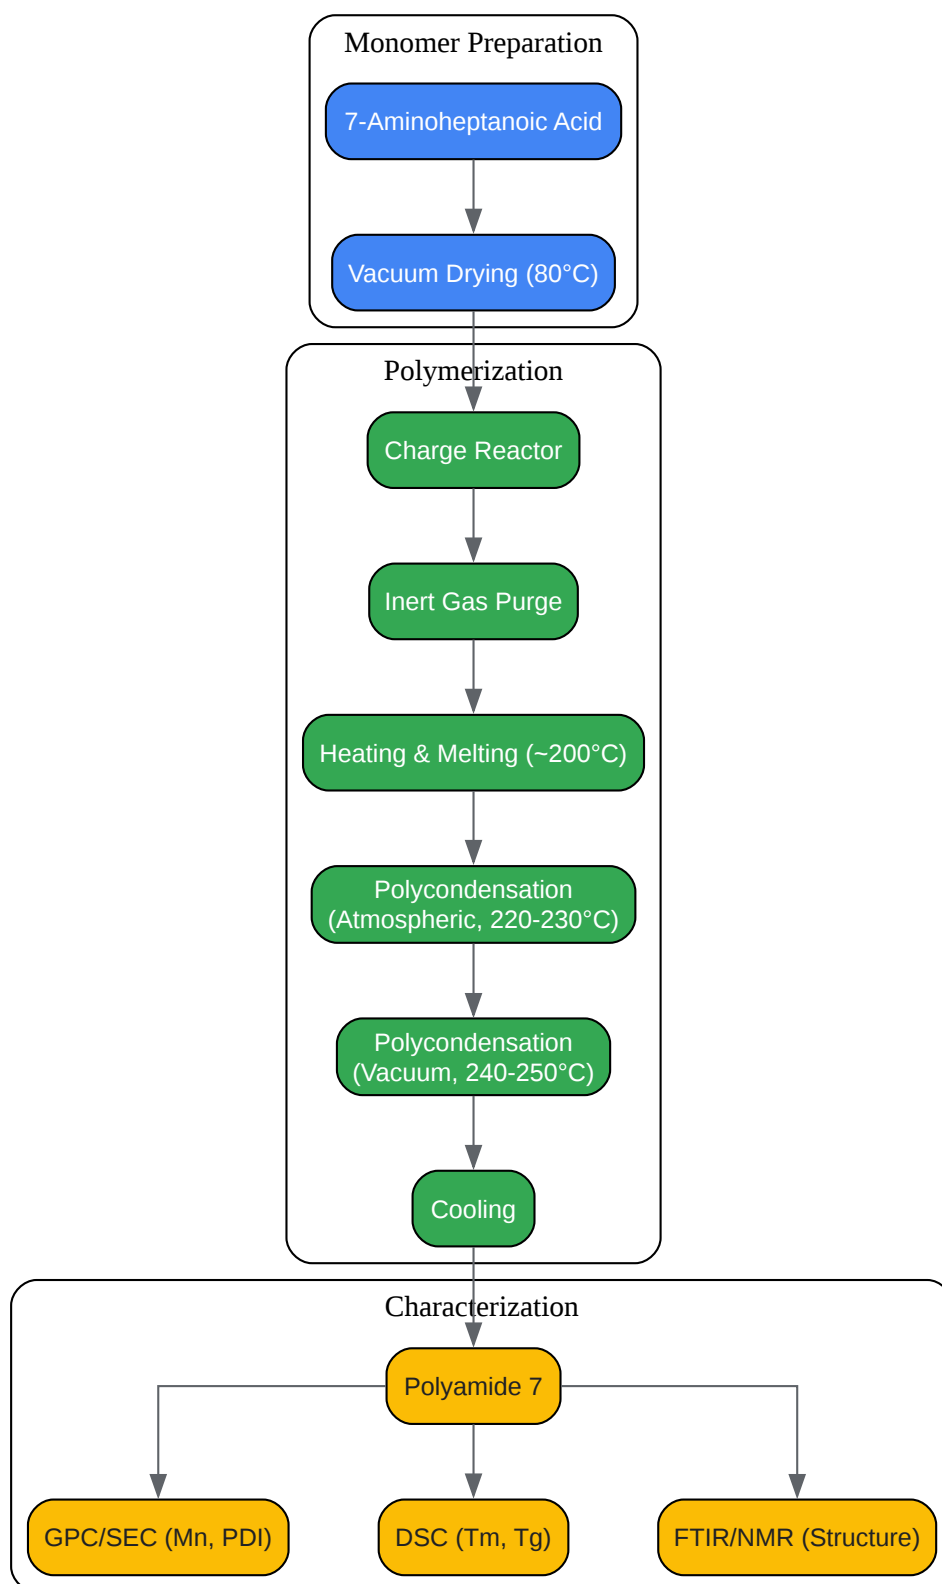 Monomer Preparation
7-Aminoheptanoic Acid
Vacuum Drying (80°C)
Polymerization
Charge Reactor
Inert Gas Purge
Heating & Melting (~200°C)
Polycondensation
(Atmospheric, 220-230°C)
Polycondensation
(Vacuum, 240-250°C)
Cooling
Characterization
Polyamide 7
GPC/SEC (Mn, PDI)
DSC (Tm, Tg)
FTIR/NMR (Structure)